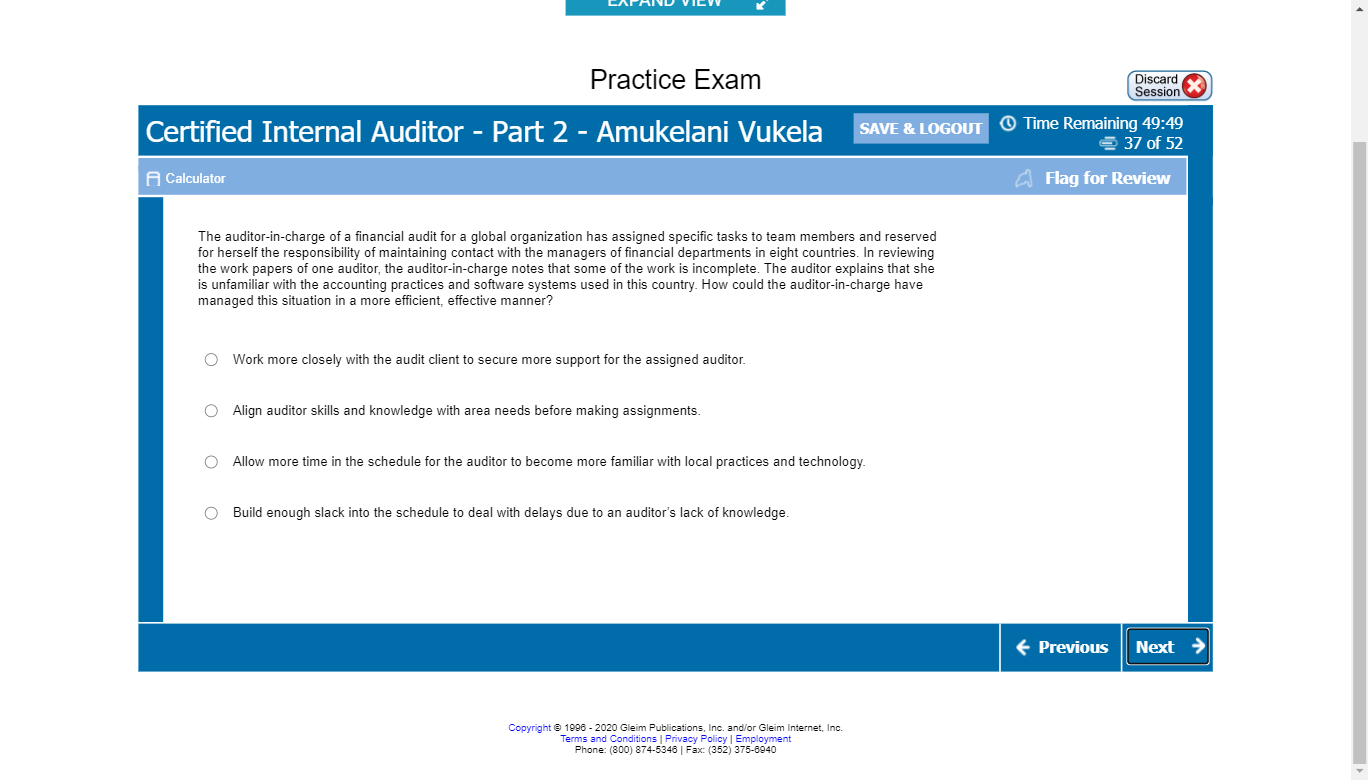 EXPAND VIEW
Practice Exam
Discard
Session
Certified Internal Auditor - Part 2 - Amukelani Vukela
SAVE & LOGOUT
Time Remaining 49:49
37 of 52
Calculator
Flag for Review
The auditor-in-charge of a financial audit for a global organization has assigned specific tasks to team members and reserved
for herself the responsibility of maintaining contact with the managers of financial departments in eight countries. In reviewing
the work papers of one auditor, the auditor-in-charge notes that some of the work is incomplete. The auditor explains that she
is unfamiliar with the accounting practices and software systems used in this country. How could the auditor-in-charge have
managed this situation in a more efficient, effective manner?
Work more closely with the audit client to secure more support for the assigned auditor.
Align auditor skills and knowledge with area needs before making assignments.
Allow more time in the schedule for the auditor to become more familiar with local practices and technology.
Build enough slack into the schedule to deal with delays due to an auditor's lack of knowledge.
Previous
Next
Copyright © 1996 - 2020 Gleim Publications, Inc. and/or Gleim Internet, Inc.
Terms and Conditions | Privacy Policy | Employment
Phone: (800) 874-5346 | Fax: (352) 375-6940